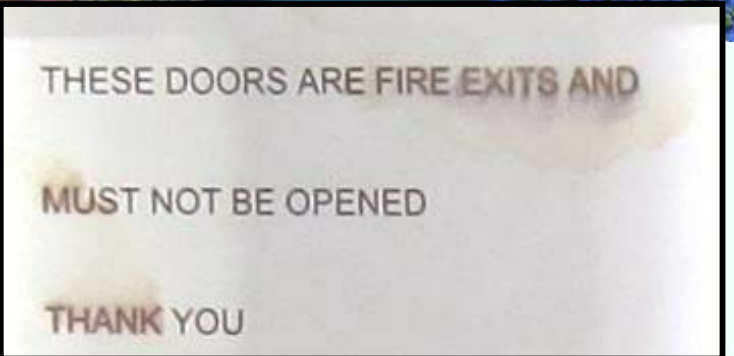 THESE DOORS ARE FIRE EXITS AND
MUST NOT BE OPENED
THANK YOU